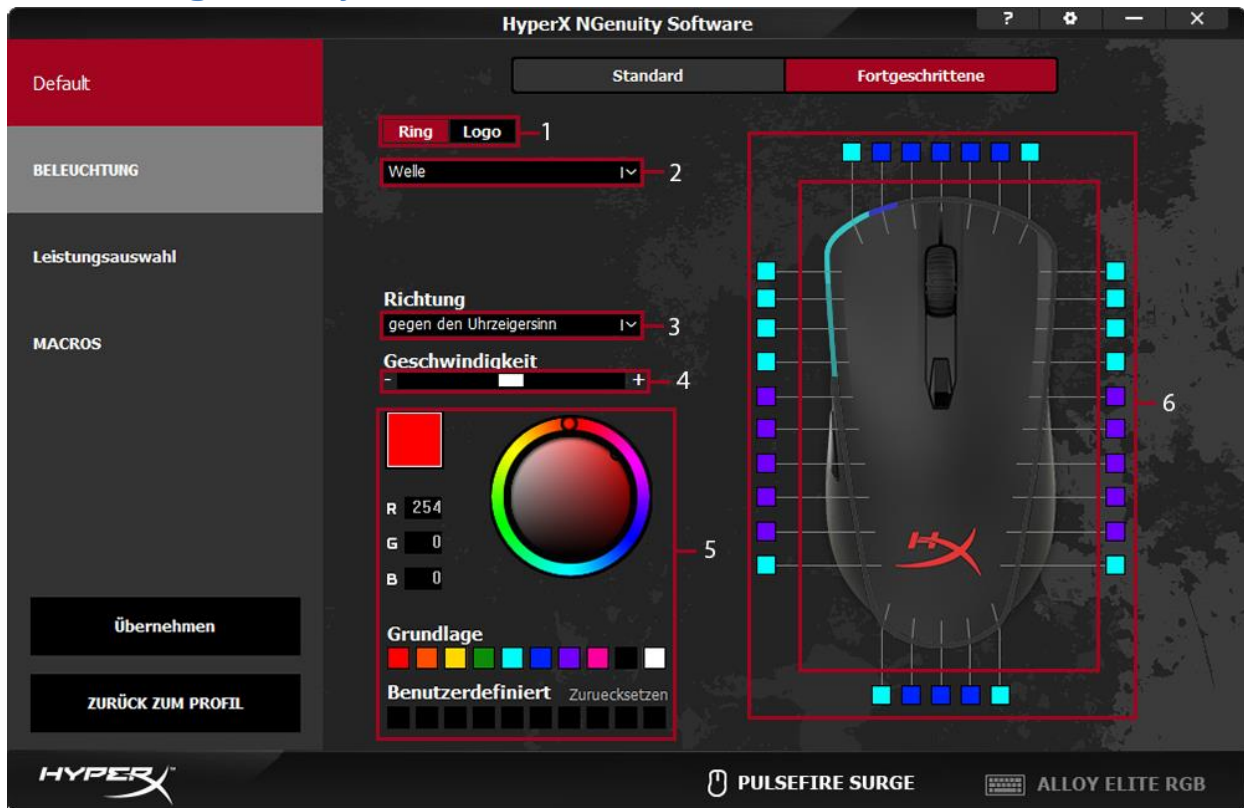 HyperX NGenuity Software
?
Default
Standard
Fortgeschrittene
Ring
Logo
1
BELEUCHTUNG
Welle
2
Leistungsauswahl
Richtung
gegen den Uhrzeigersinn
3
MACROS
Geschwindigkeit
-
+
4
6
R 254
G 0
5
B 0
Übernehmen
Grundlage
Benutzerdefiniert Zuruecksetzen
ZURÜCK ZUM PROFIL
HYPERX™
PULSEFIRE SURGE
ALLOY ELITE RGB